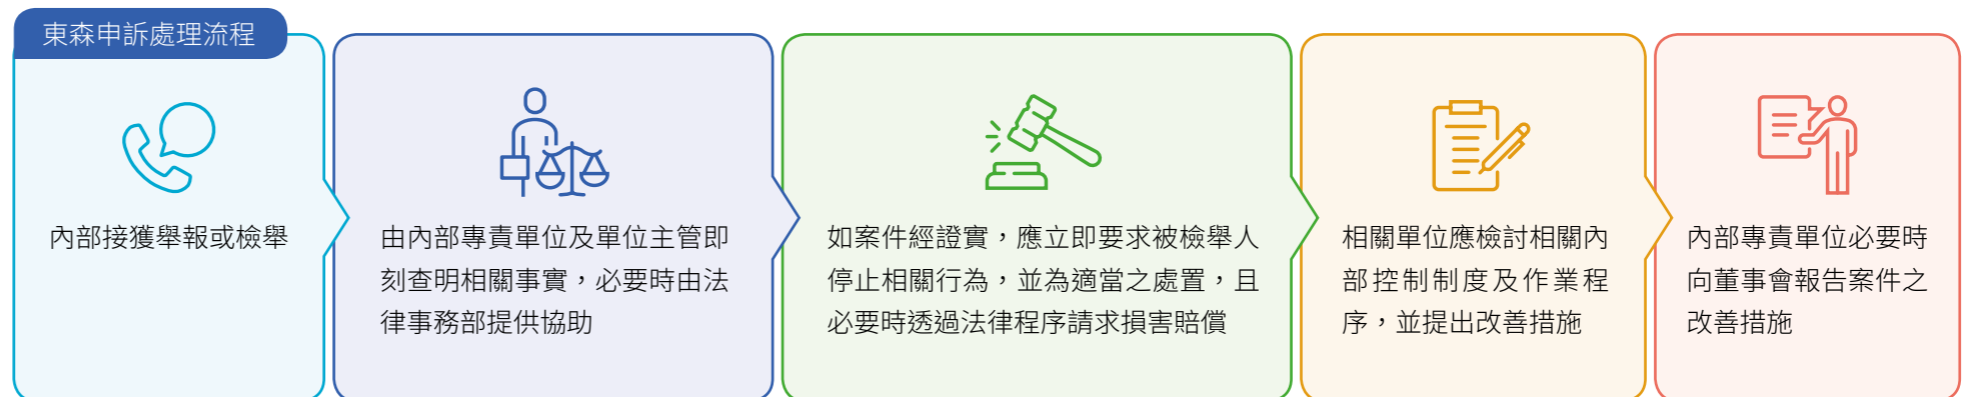 東森申訴處理流程
內部接獲舉報或檢舉
由內部專責單位及單位主管即
刻查明相關事實，必要時由法
律事務部提供協助
如案件經證實，應立即要求被檢舉人
停止相關行為，並為適當之處置，且
必要時透過法律程序請求損害賠償
相關單位應檢討相關內
部控制制度及作業程
序，並提出改善措施
內部專責單位必要時
向董事會報告案件之
改善措施